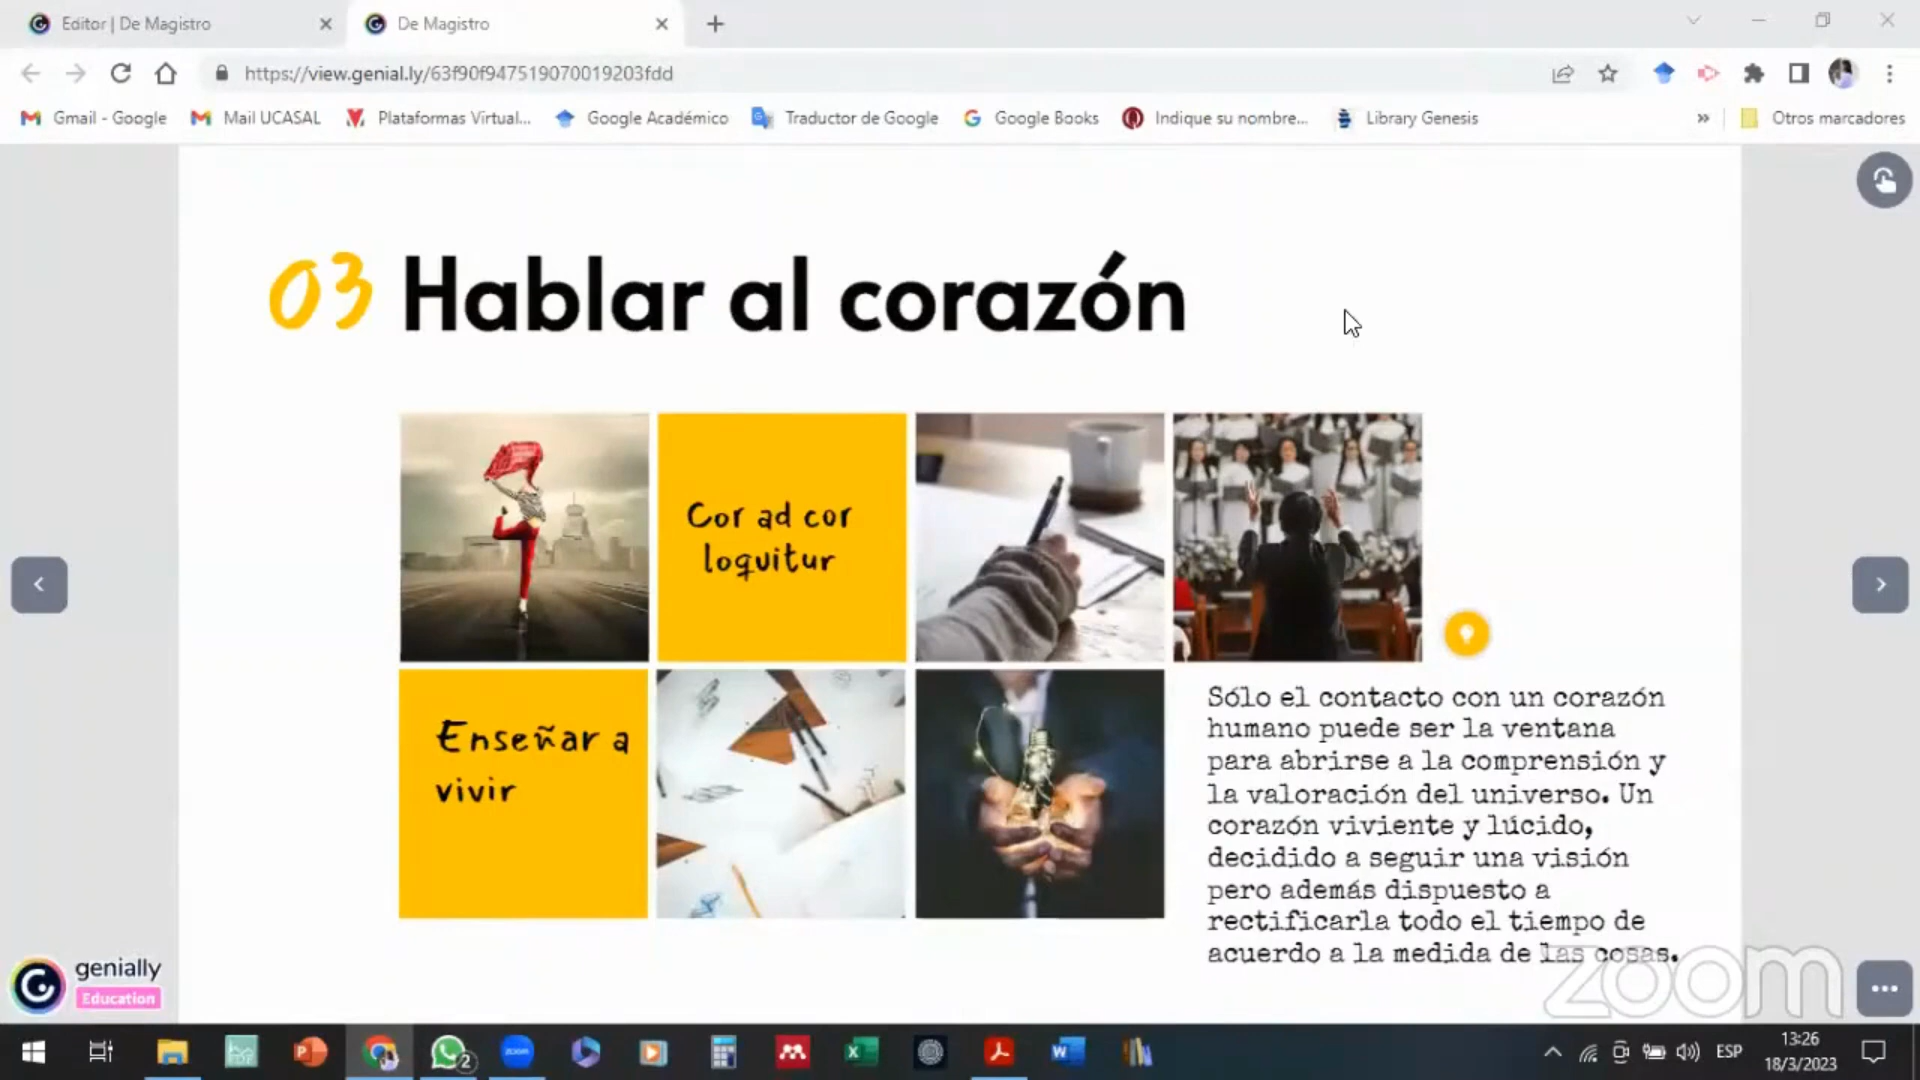 Editor | De Magistro
De Magistro
https://view.genial.ly/63f90f947519070019203fdd
Gmail - Google
Mail UCASAL
Plataformas Virtual...
Google Académico
Traductor de Google
Google Books
Indique su nombre...
Library Genesis
»
Otros marcadores
03 Hablar al corazón
Cor ad cor
loquitur
Enseñar a
vivir
Sólo el contacto con un corazón
humano puede ser la ventana
para abrirse a la comprensión y
la valoración del universo. Un
corazón viviente y lúcido,
decidido a seguir una visión
pero además dispuesto a
rectificarla todo el tiempo de
acuerdo a la medida de las cosas.
genially
Education
zoom
2
zoom
ESP
13:26
18/3/2023